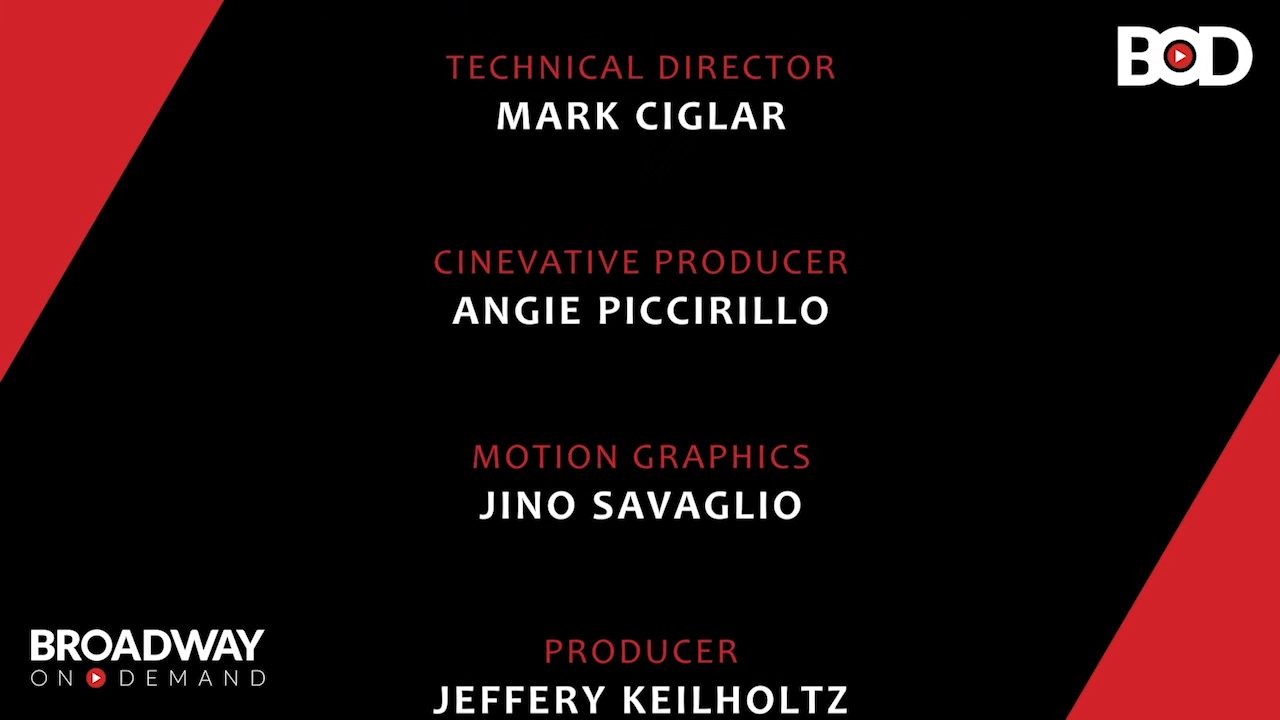 BOD
TECHNICAL DIRECTOR
MARK CIGLAR
CINEVATIVE PRODUCER
ANGIE PICCIRILLO
MOTION GRAPHICS
JINO SAVAGLIO
PRODUCER
JEFFERY KEILHOLTZ
BROADWAY
ON DEMAND